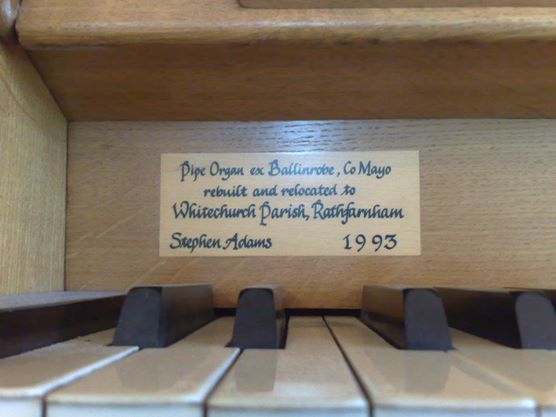 Pipe Organ ex Ballinrobe, Co Mayo
rebuilt and relocated to
Whitechurch Parish, Rathfarnham
Stephen Adams 1993